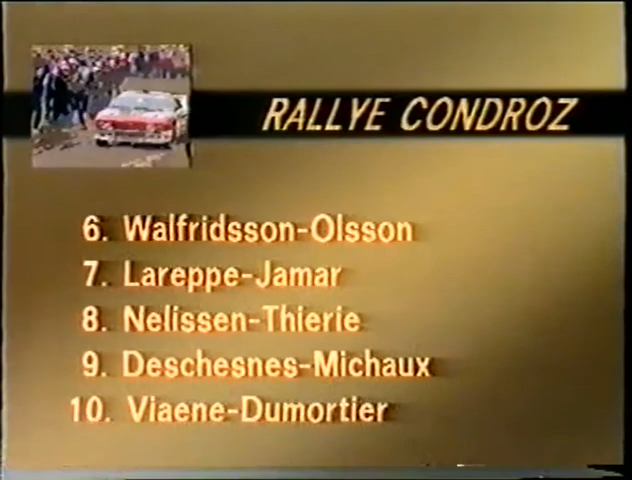 RALLYE CONDROZ
6. Walfridsson-Olsson
7. Lareppe-Jamar
8. Nelissen-Thierie
9. Deschesnes-Michaux
10. Viaene-Dumortier